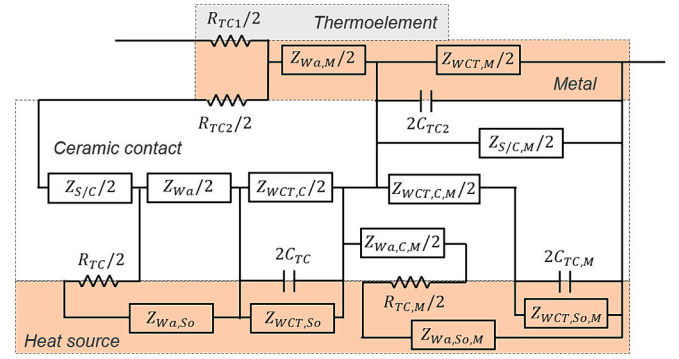 R_TC1/2
Thermoelement
Z_Wa,M/2
Z_WCT,M/2
Metal
R_TC2/2
2C_TC2
Z_S/C,M/2
Ceramic contact
Z_S/C/2
Z_Wa/2
Z_WCT,C/2
Z_WCT,C,M/2
Z_Wa,C,M/2
R_TC/2
2C_TC
2C_TC,M
R_TC,M/2
Z_Wa,So
Z_WCT,So
Z_WCT,So,M
Z_Wa,So,M
Heat source